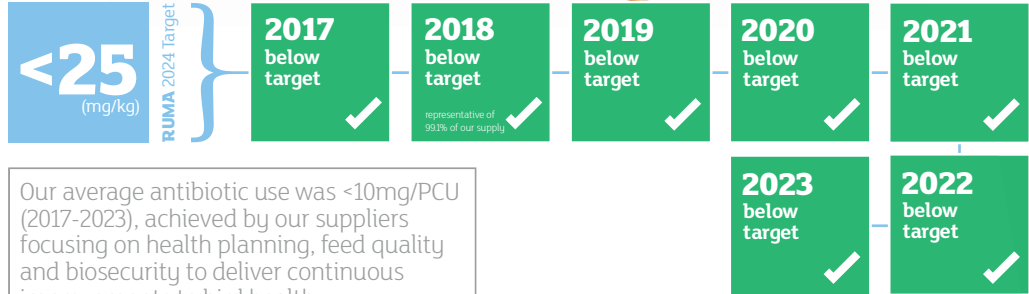 <25
(mg/kg)
RUMA 2024 Target
2017
below
target
2018
below
target
representative of
99.1% of our supply
2019
below
target
2020
below
target
2021
below
target
2022
below
target
2023
below
target
Our average antibiotic use was <10mg/PCU
(2017-2023), achieved by our suppliers
focusing on health planning, feed quality
and biosecurity to deliver continuous